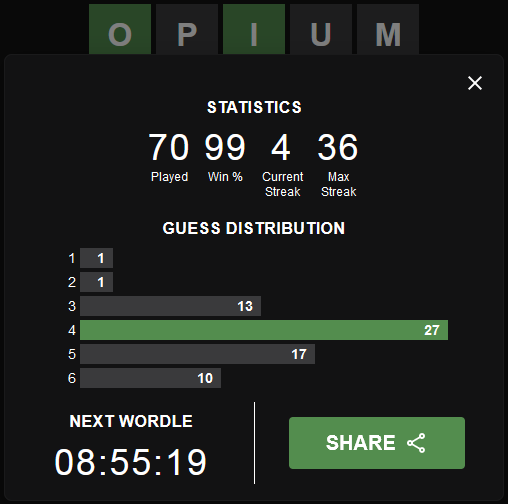 OPIUM
STATISTICS
70 99 4 36
Played Win % Current Streak Max Streak
GUESS DISTRIBUTION
1 1
2 1
3 13
4 27
5 17
6 10
NEXT WORDLE
08:55:19
SHARE